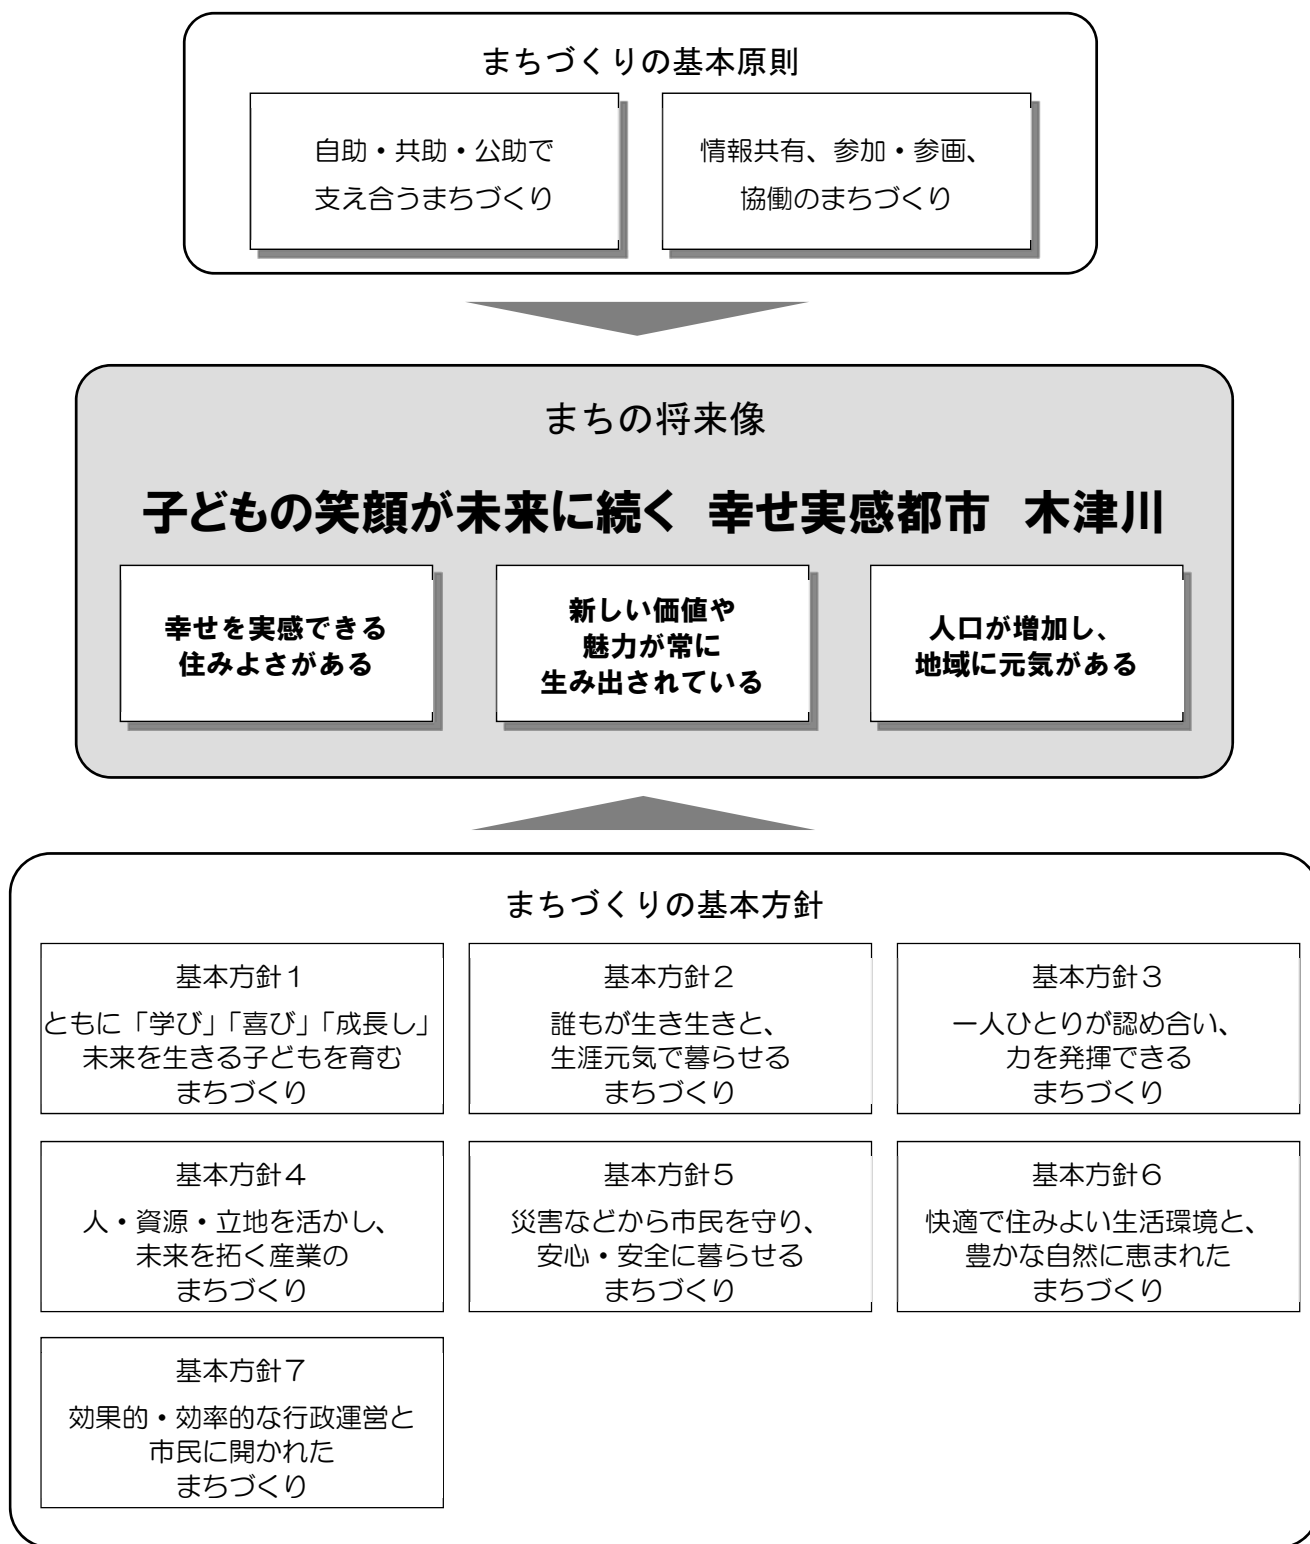 まちづくりの基本原則
自助・共助・公助で
支え合うまちづくり
情報共有、参加・参画、
協働のまちづくり
まちの将来像
子どもの笑顔が未来に続く 幸せ実感都市 木津川
幸せを実感できる
住みよさがある
新しい価値や
魅力が常に
生み出されている
人口が増加し、
地域に元気がある
まちづくりの基本方針
基本方針１
ともに「学び」「喜び」「成長し」
未来を生きる子どもを育む
まちづくり
基本方針２
誰もが生き生きと、
生涯元気で暮らせる
まちづくり
基本方針３
一人ひとりが認め合い、
力を発揮できる
まちづくり
基本方針４
人・資源・立地を活かし、
未来を拓く産業の
まちづくり
基本方針５
災害などから市民を守り、
安心・安全に暮らせる
まちづくり
基本方針６
快適で住みよい生活環境と、
豊かな自然に恵まれた
まちづくり
基本方針７
効果的・効率的な行政運営と
市民に開かれた
まちづくり